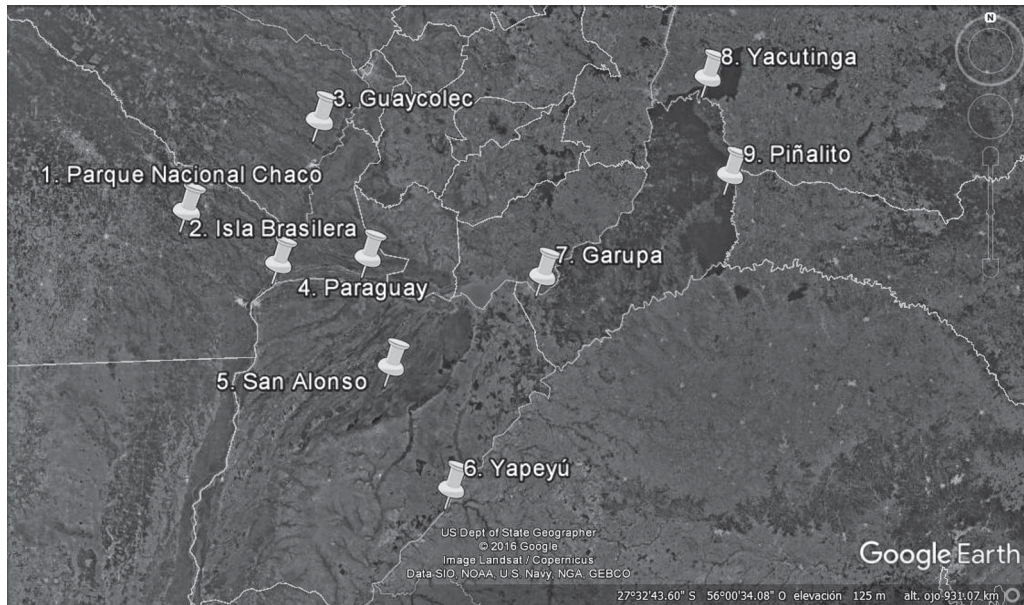 N
8. Yacutinga
3. Guaycolec
9. Piñalito
1. Parque Nacional Chaco
2. Isla Brasilera
7. Garupa
4. Paraguay
5. San Alonso
6. Yapeyú
US Dept of State Geographer
© 2016 Google
Image Landsat / Copernicus
Data SIO, NOAA, U.S. Navy, NGA, GEBCO
Google Earth
27°32'43.60" S 56°00'34.08" O elevación 125 m alt. ojo 931.07 km